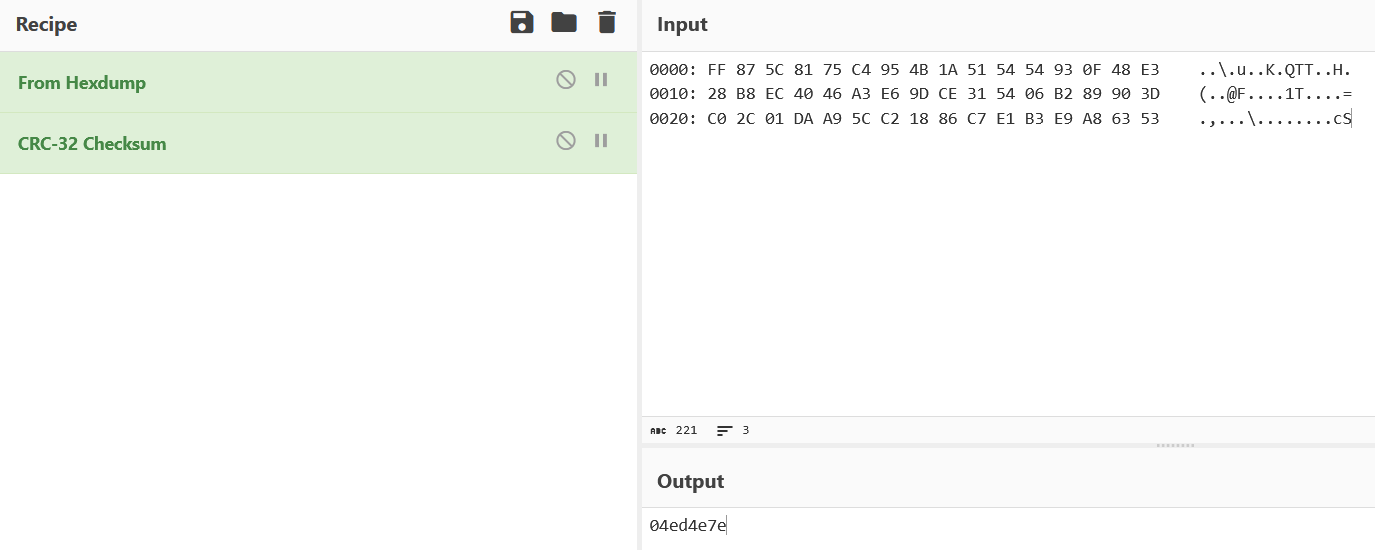 Recipe
From Hexdump
CRC-32 Checksum
Input
0000: FF 87 5C 81 75 C4 95 4B 1A 51 54 54 93 0F 48 E3    ..\.u..K.QTT..H.
0010: 28 B8 EC 40 46 A3 E6 9D CE 31 54 06 B2 89 90 3D    (..@F....1T....=
0020: C0 2C 01 DA A9 5C C2 18 86 C7 E1 B3 E9 A8 63 53    .,...\........cS
ABC 221 3
Output
04ed4e7e